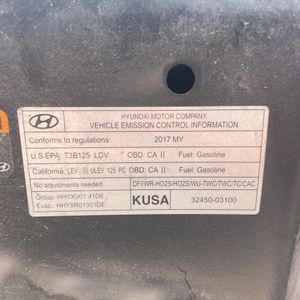 HYUNDAI MOTOR COMPANY
VEHICLE EMISSION CONTROL INFORMATION
Conforms to regulations: 2017 MY
U.S.EPA: T3B125 LDV OBD: CA II Fuel: Gasoline
California: LEV - III ULEV 125 PC OBD: CA II Fuel: Gasoline
No adjustments needed. DFI/WR-HO2S/HO2S/WU-TWC/TWC/TC/CAC
Group: HHYXV01.41D6
Evap: HHYXR01301DE
KUSA 32450-03100